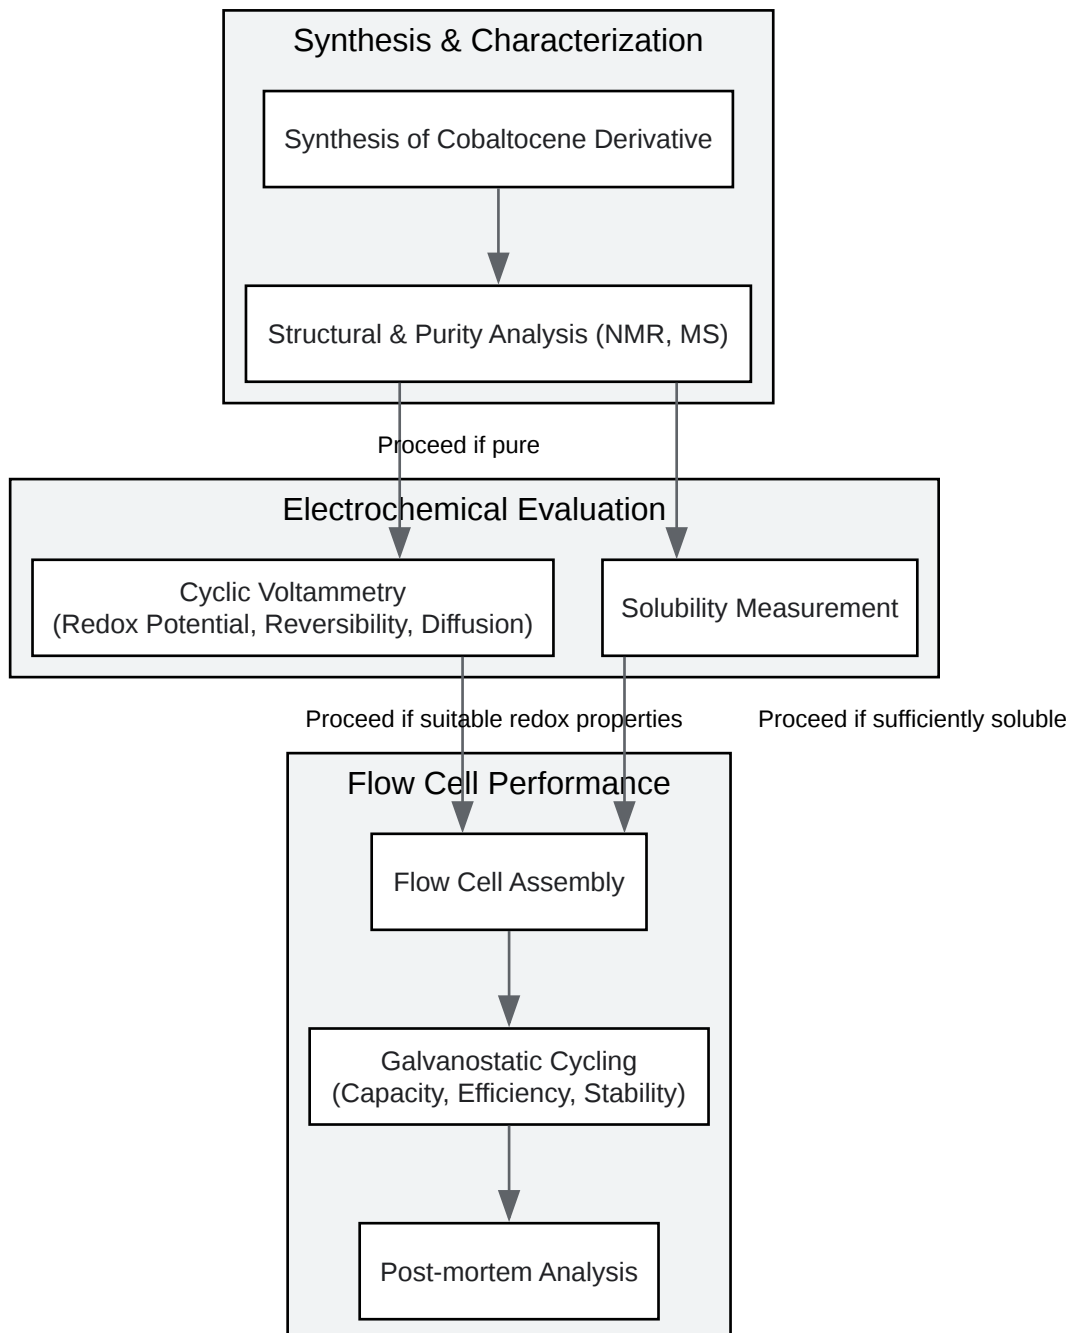 Synthesis & Characterization
Synthesis of Cobaltocene Derivative
Structural & Purity Analysis (NMR, MS)
Proceed if pure
Electrochemical Evaluation
Cyclic Voltammetry
(Redox Potential, Reversibility, Diffusion)
Solubility Measurement
Proceed if suitable redox properties
Proceed if sufficiently soluble
Flow Cell Performance
Flow Cell Assembly
Galvanostatic Cycling
(Capacity, Efficiency, Stability)
Post-mortem Analysis